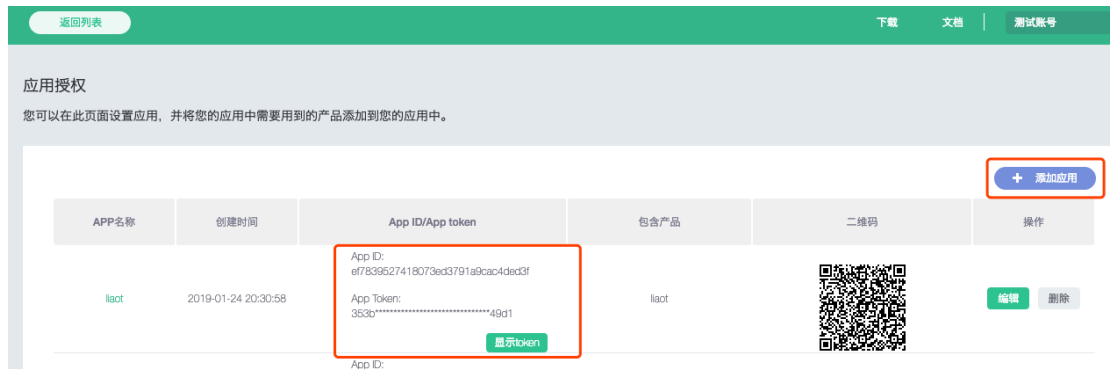 返回列表
下载
文档
测试账号
应用授权
您可以在此页面设置应用，并将您的应用中需要用到的产品添加到您的应用中。
+ 添加应用
APP名称
创建时间
App ID/App token
包含产品
二维码
操作
App ID:
ef7839527418073ed3791a9cac4ded3f
liaot
2019-01-24 20:30:58
App Token:
353b********************************49d1
liaot
编辑
删除
显示token
App ID: